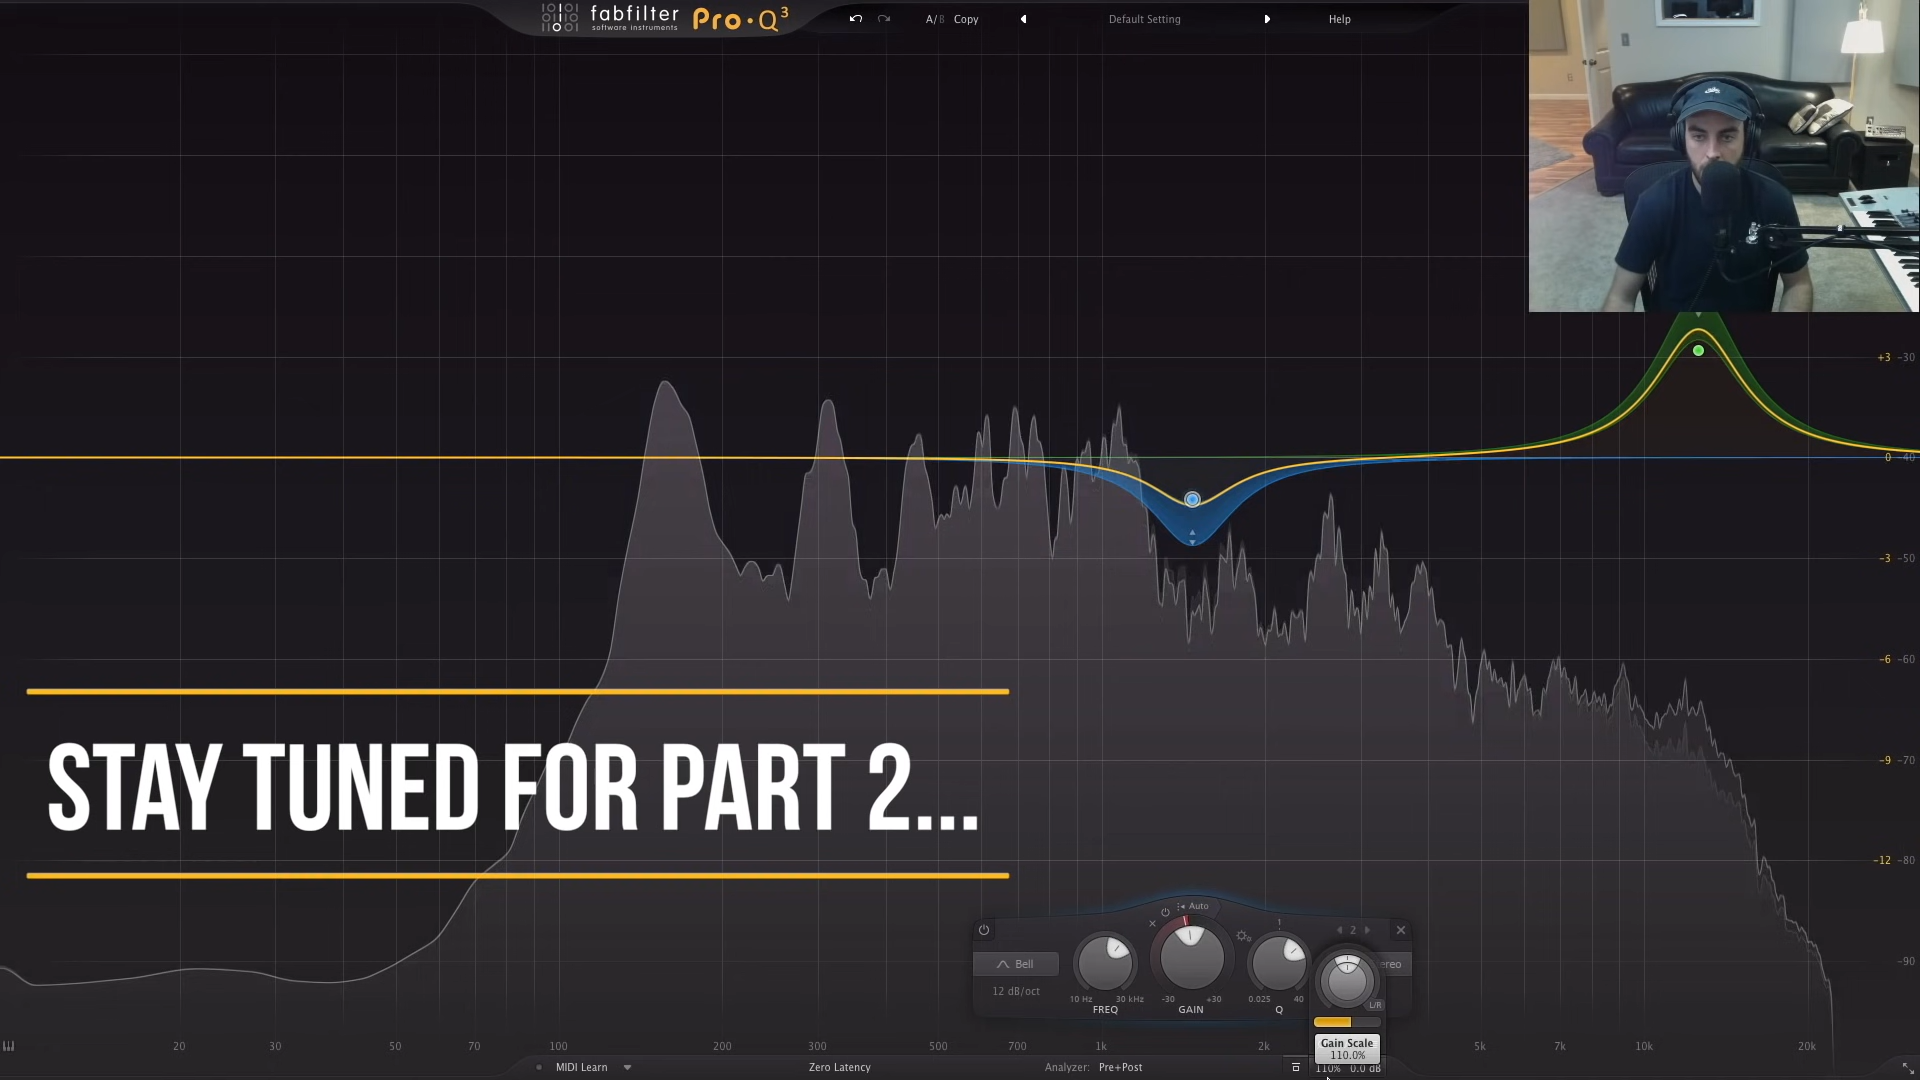 fabfilter
software instruments
Pro·Q3
A/B Copy
Default Setting
Help
+3 -30
0 -40
-3 -50
-6 -60
-9 -70
-12 -80
-90
STAY TUNED FOR PART 2...
Auto
1
2
Bell
12 dB/oct
ereo
10 Hz 30 kHz
FREQ
-30 +30
GAIN
0.025 40
Q
L/R
Gain Scale
110.0%
20 30 50 70 100 200 300 500 700 1k 2k 5k 7k 10k 20k
MIDI Learn
Zero Latency
Analyzer: Pre+Post
110% 0.0 dB